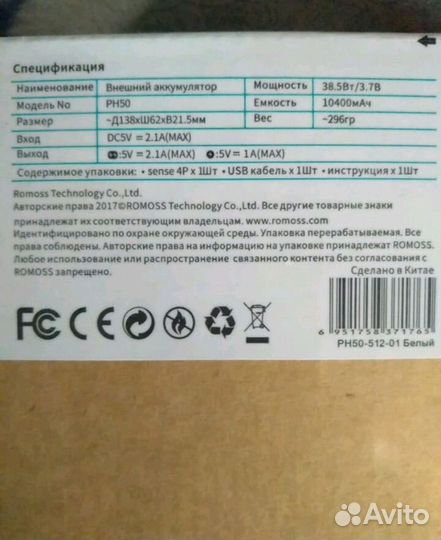 Спецификация
Наименование Внешний аккумулятор Мощность 38.5Вт/3.7В
Модель No PH50 Емкость 10400мАч
Размер ~Д138хШ62хВ21.5мм Вес ~296гр
Вход DC5V = 2.1A(MAX)
Выход :5V = 2.1A(MAX) :5V = 1A(MAX)
Содержимое упаковки: • sense 4P x 1Шт • USB кабель x 1Шт • инструкция x 1Шт
Romoss Technology Co.,Ltd.
Авторские права 2017©ROMOSS Technology Co.,Ltd. Все другие товарные знаки
принадлежат их соответствующим владельцам. www.romoss.com
Идентифицировано по охране окружающей среды. Упаковка перерабатываемая. Все
права соблюдены. Авторские права на информацию на упаковке принадлежат ROMOSS.
Любое использование или распространение связанного контента без согласования с
ROMOSS запрещено.
Сделано в Китае
FC CE
6 951758 371765
PH50-512-01 Белый
Avito